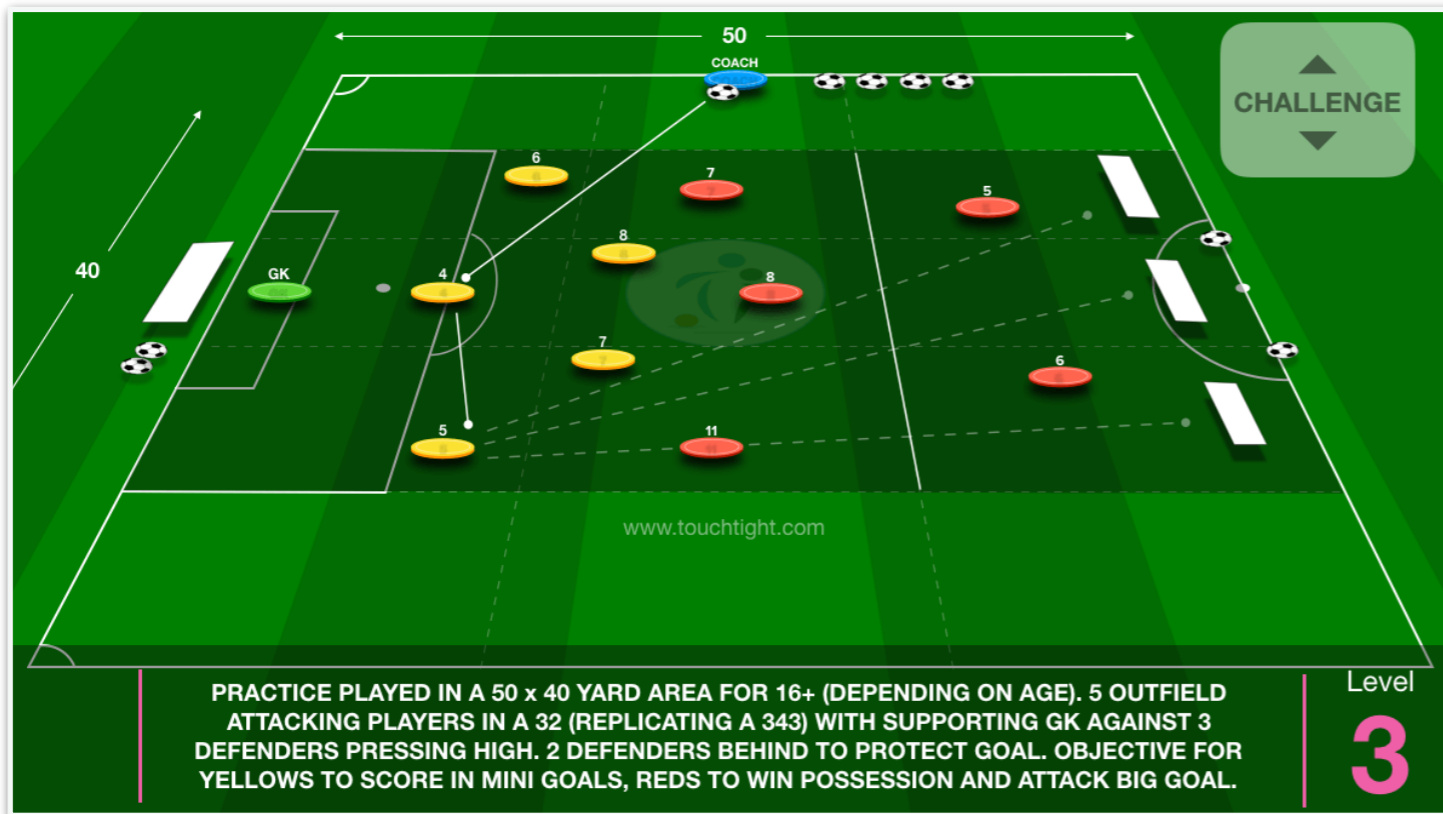 50
COACH
CHALLENGE
6
7
5
8
40
GK
4
8
7
6
5
11
www.touchtight.com
PRACTICE PLAYED IN A 50 x 40 YARD AREA FOR 16+ (DEPENDING ON AGE). 5 OUTFIELD
ATTACKING PLAYERS IN A 32 (REPLICATING A 343) WITH SUPPORTING GK AGAINST 3
DEFENDERS PRESSING HIGH. 2 DEFENDERS BEHIND TO PROTECT GOAL. OBJECTIVE FOR
YELLOWS TO SCORE IN MINI GOALS, REDS TO WIN POSSESSION AND ATTACK BIG GOAL.
Level
3